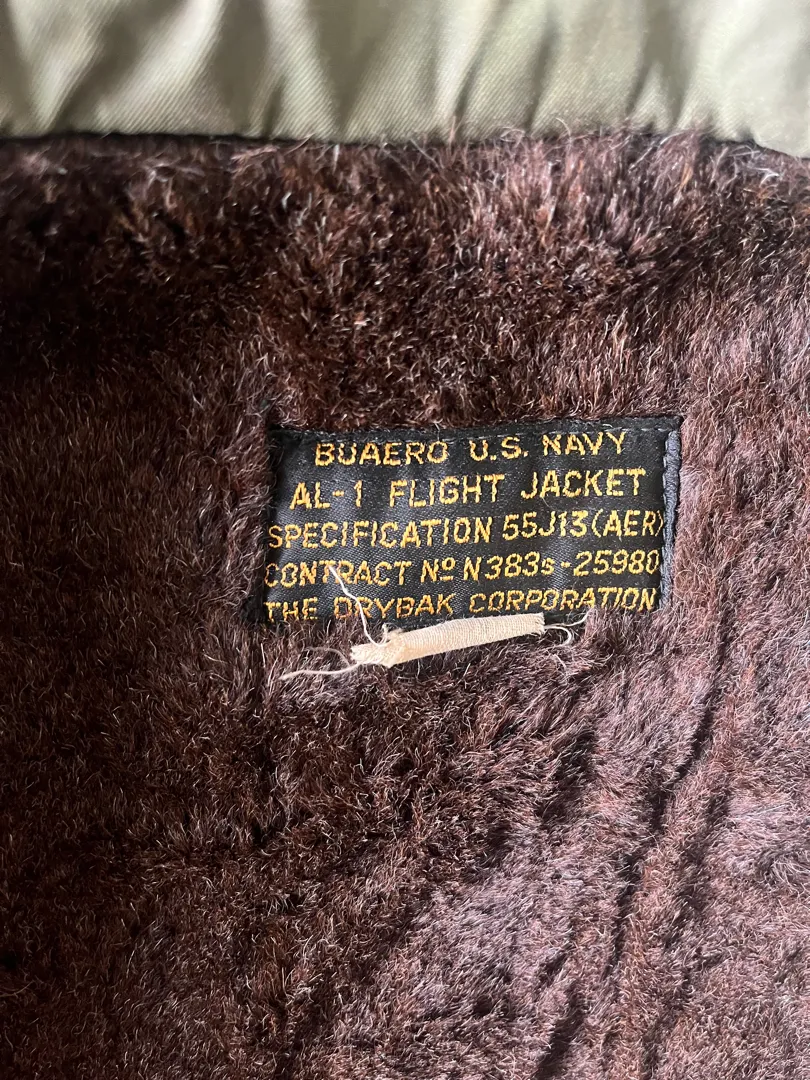 BUAERO U.S. NAVY
AL-1 FLIGHT JACKET
SPECIFICATION 55J13(AER)
CONTRACT Nº N383s-25980
THE DRYBAK CORPORATION